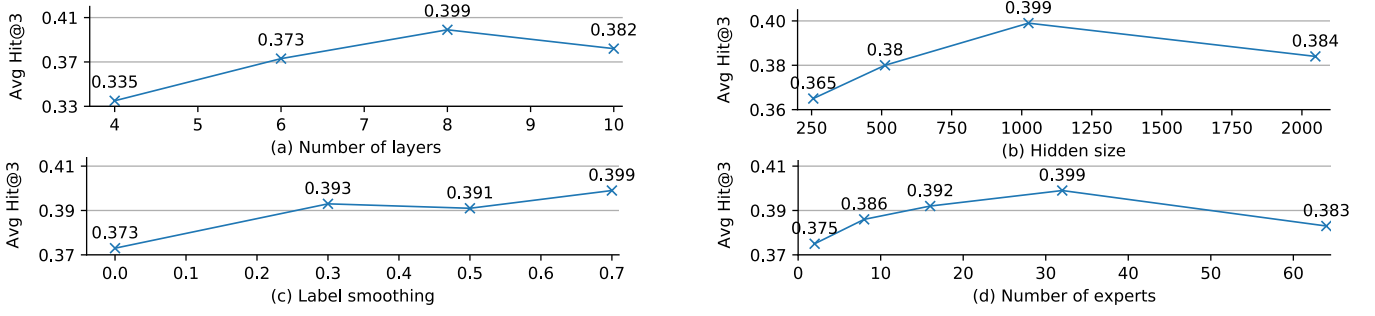 Avg Hit@3
0.41
0.37
0.33
0.335
0.373
0.399
0.382
4 5 6 7 8 9 10
(a) Number of layers
Avg Hit@3
0.40
0.38
0.36
0.365
0.38
0.399
0.384
250 500 750 1000 1250 1500 1750 2000
(b) Hidden size
Avg Hit@3
0.41
0.39
0.37
0.373
0.393
0.391
0.399
0.0 0.1 0.2 0.3 0.4 0.5 0.6 0.7
(c) Label smoothing
Avg Hit@3
0.41
0.39
0.37
0.375
0.386
0.392
0.399
0.383
0 10 20 30 40 50 60
(d) Number of experts